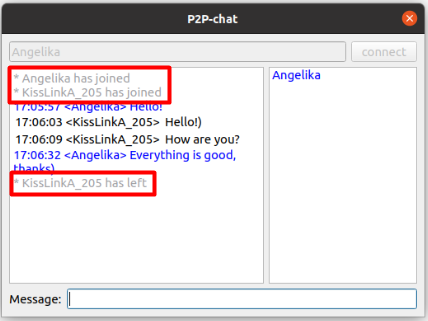 P2P-chat
Angelika
connect
* Angelika has joined
* KissLinkA_205 has joined
17:05:57 <Angelika> Hello!
17:06:03 <KissLinkA_205> Hello!)
17:06:09 <KissLinkA_205> How are you?
17:06:32 <Angelika> Everything is good,
thanks)
* KissLinkA_205 has left
Angelika
Message: